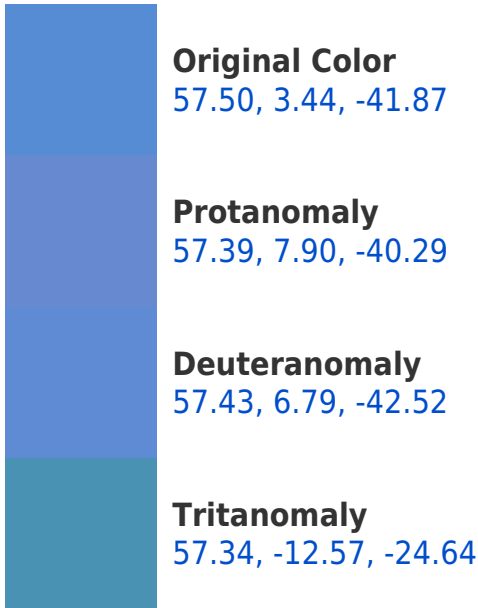 Original Color
57.50, 3.44, -41.87
Protanomaly
57.39, 7.90, -40.29
Deuteranomaly
57.43, 6.79, -42.52
Tritanomaly
57.34, -12.57, -24.64